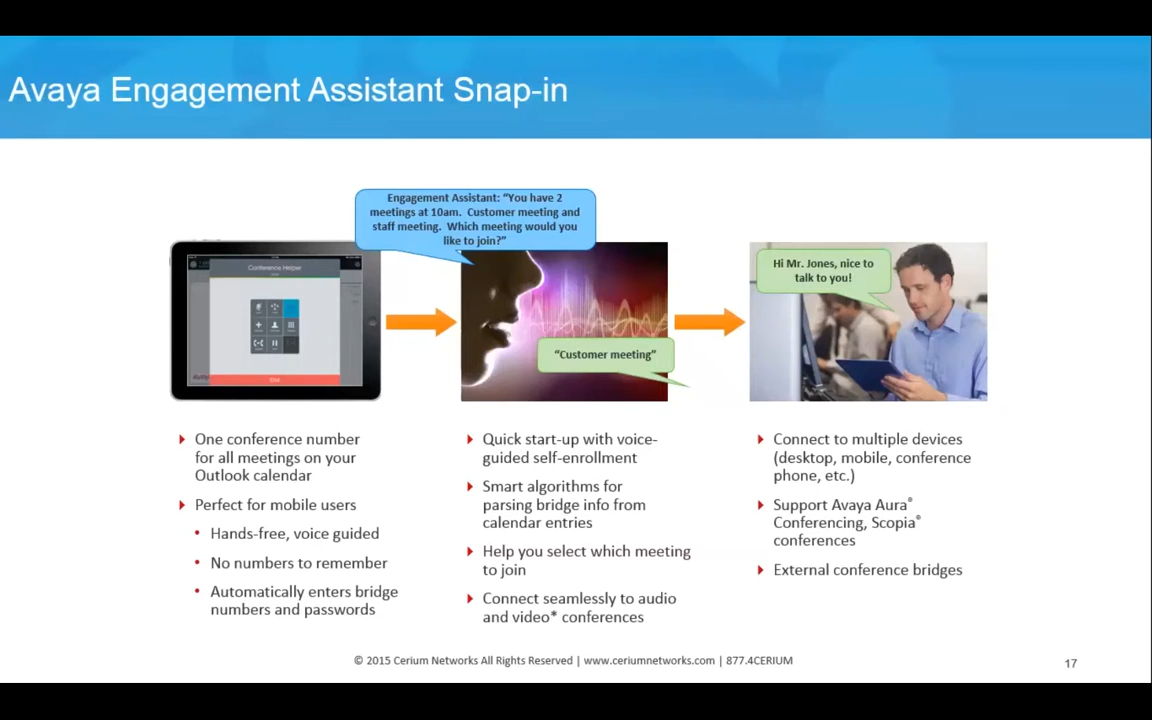 Avaya Engagement Assistant Snap-in
Engagement Assistant: “You have 2
meetings at 10am. Customer meeting and
staff meeting. Which meeting would you
like to join?”
Conference Helper
“Customer meeting”
Hi Mr. Jones, nice to
talk to you!
One conference number
for all meetings on your
Outlook calendar
Perfect for mobile users
Hands-free, voice guided
No numbers to remember
Automatically enters bridge
numbers and passwords
Quick start-up with voice-
guided self-enrollment
Smart algorithms for
parsing bridge info from
calendar entries
Help you select which meeting
to join
Connect seamlessly to audio
and video* conferences
Connect to multiple devices
(desktop, mobile, conference
phone, etc.)
Support Avaya Aura®
Conferencing, Scopia®
conferences
External conference bridges
© 2015 Cerium Networks All Rights Reserved | www.ceriumnetworks.com | 877.4CERIUM
17